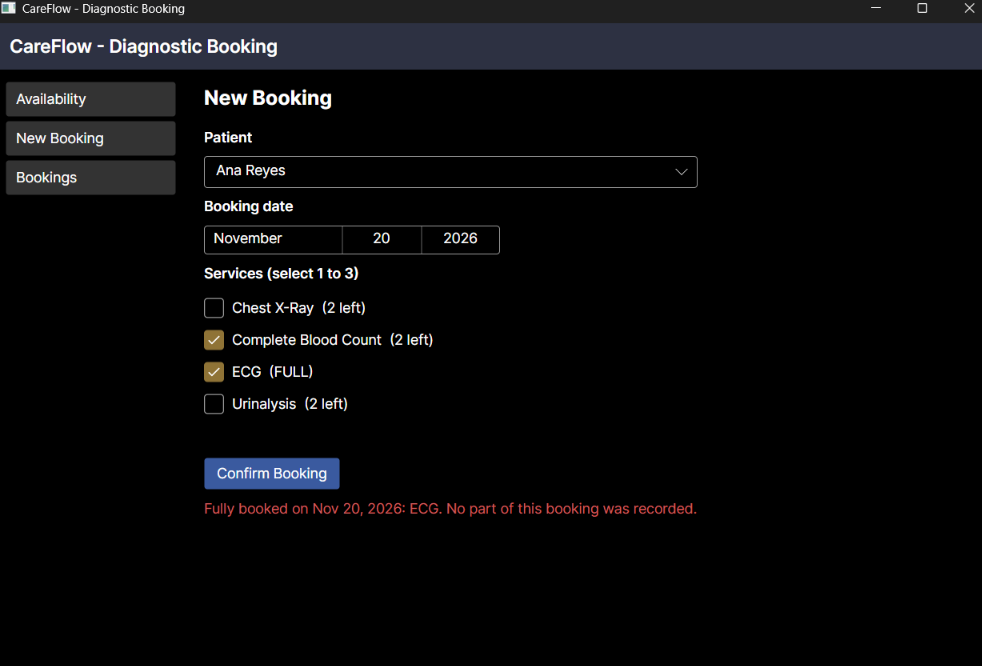 CareFlow - Diagnostic Booking
CareFlow - Diagnostic Booking
Availability
New Booking
Bookings
New Booking
Patient
Ana Reyes
Booking date
November 20 2026
Services (select 1 to 3)
Chest X-Ray (2 left)
Complete Blood Count (2 left)
ECG (FULL)
Urinalysis (2 left)
Confirm Booking
Fully booked on Nov 20, 2026: ECG. No part of this booking was recorded.